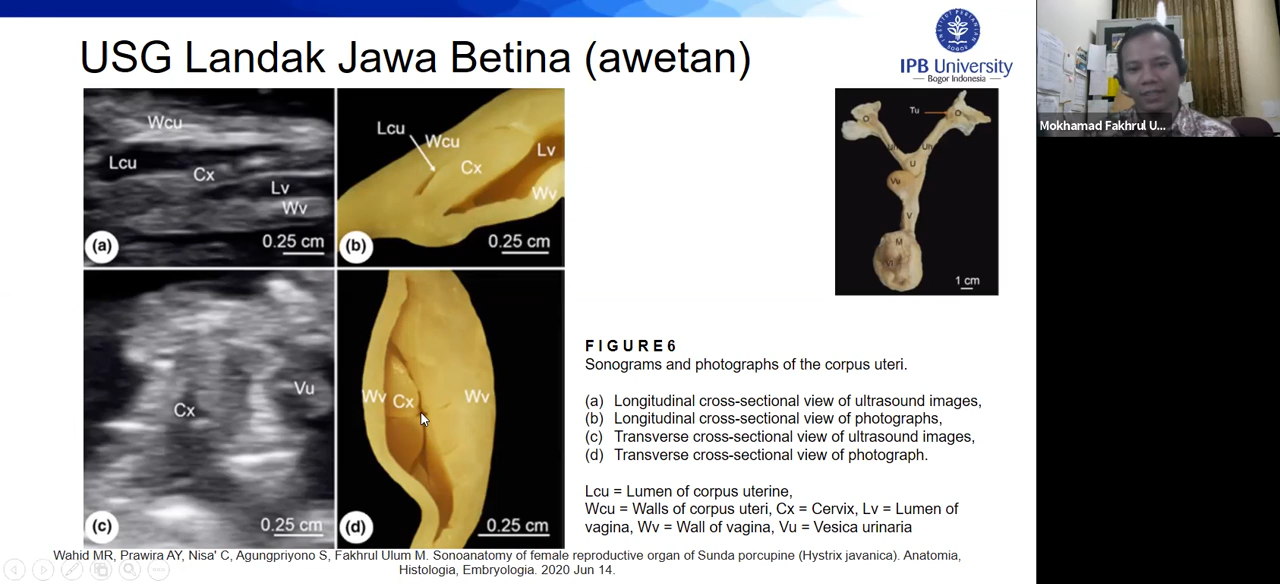 USG Landak Jawa Betina (awetan)
IPB University
Bogor Indonesia
Mokhamad Fakhrul U...
Wcu
Lcu
Cx
Lv
Wv
0.25 cm
(a)
Lcu
Wcu
Cx
Lv
Wv
0.25 cm
(b)
Tu
O
O
Uh
Uh
U
Vu
V
M
1 cm
Cx
Vu
0.25 cm
(c)
Wv
Cx
Wv
0.25 cm
(d)
FIGURE6
Sonograms and photographs of the corpus uteri.
(a) Longitudinal cross-sectional view of ultrasound images,
(b) Longitudinal cross-sectional view of photographs,
(c) Transverse cross-sectional view of ultrasound images,
(d) Transverse cross-sectional view of photograph.
Lcu = Lumen of corpus uterine,
Wcu = Walls of corpus uteri, Cx = Cervix, Lv = Lumen of
vagina, Wv = Wall of vagina, Vu = Vesica urinaria
Wahid MR, Prawira AY, Nisa' C, Agungpriyono S, Fakhrul Ulum M. Sonoanatomy of female reproductive organ of Sunda porcupine (Hystrix javanica). Anatomia,
Histologia, Embryologia. 2020 Jun 14.